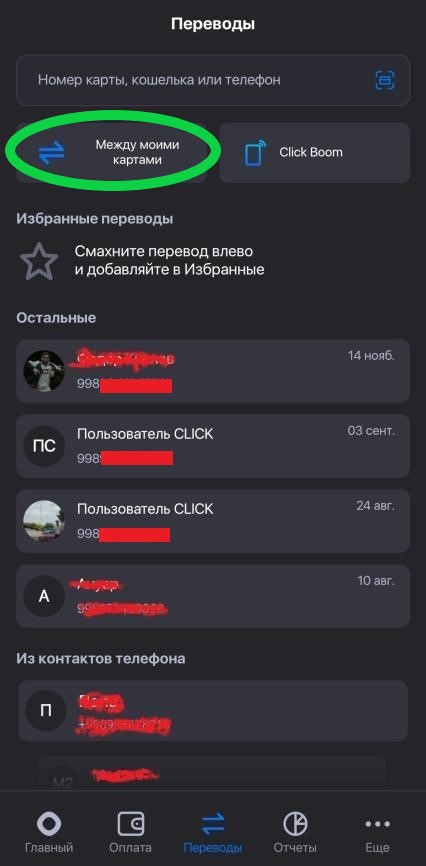 Переводы
Номер карты, кошелька или телефон
Между моими
картами
Click Boom
Избранные переводы
Смахните перевод влево
и добавляйте в Избранные
Остальные
14 нояб.
998
ПС
Пользователь CLICK
03 сент.
998
Пользователь CLICK
24 авг.
998
А
10 авг.
Из контактов телефона
П
М2
Главный
Оплата
Переводы
Отчеты
Еще